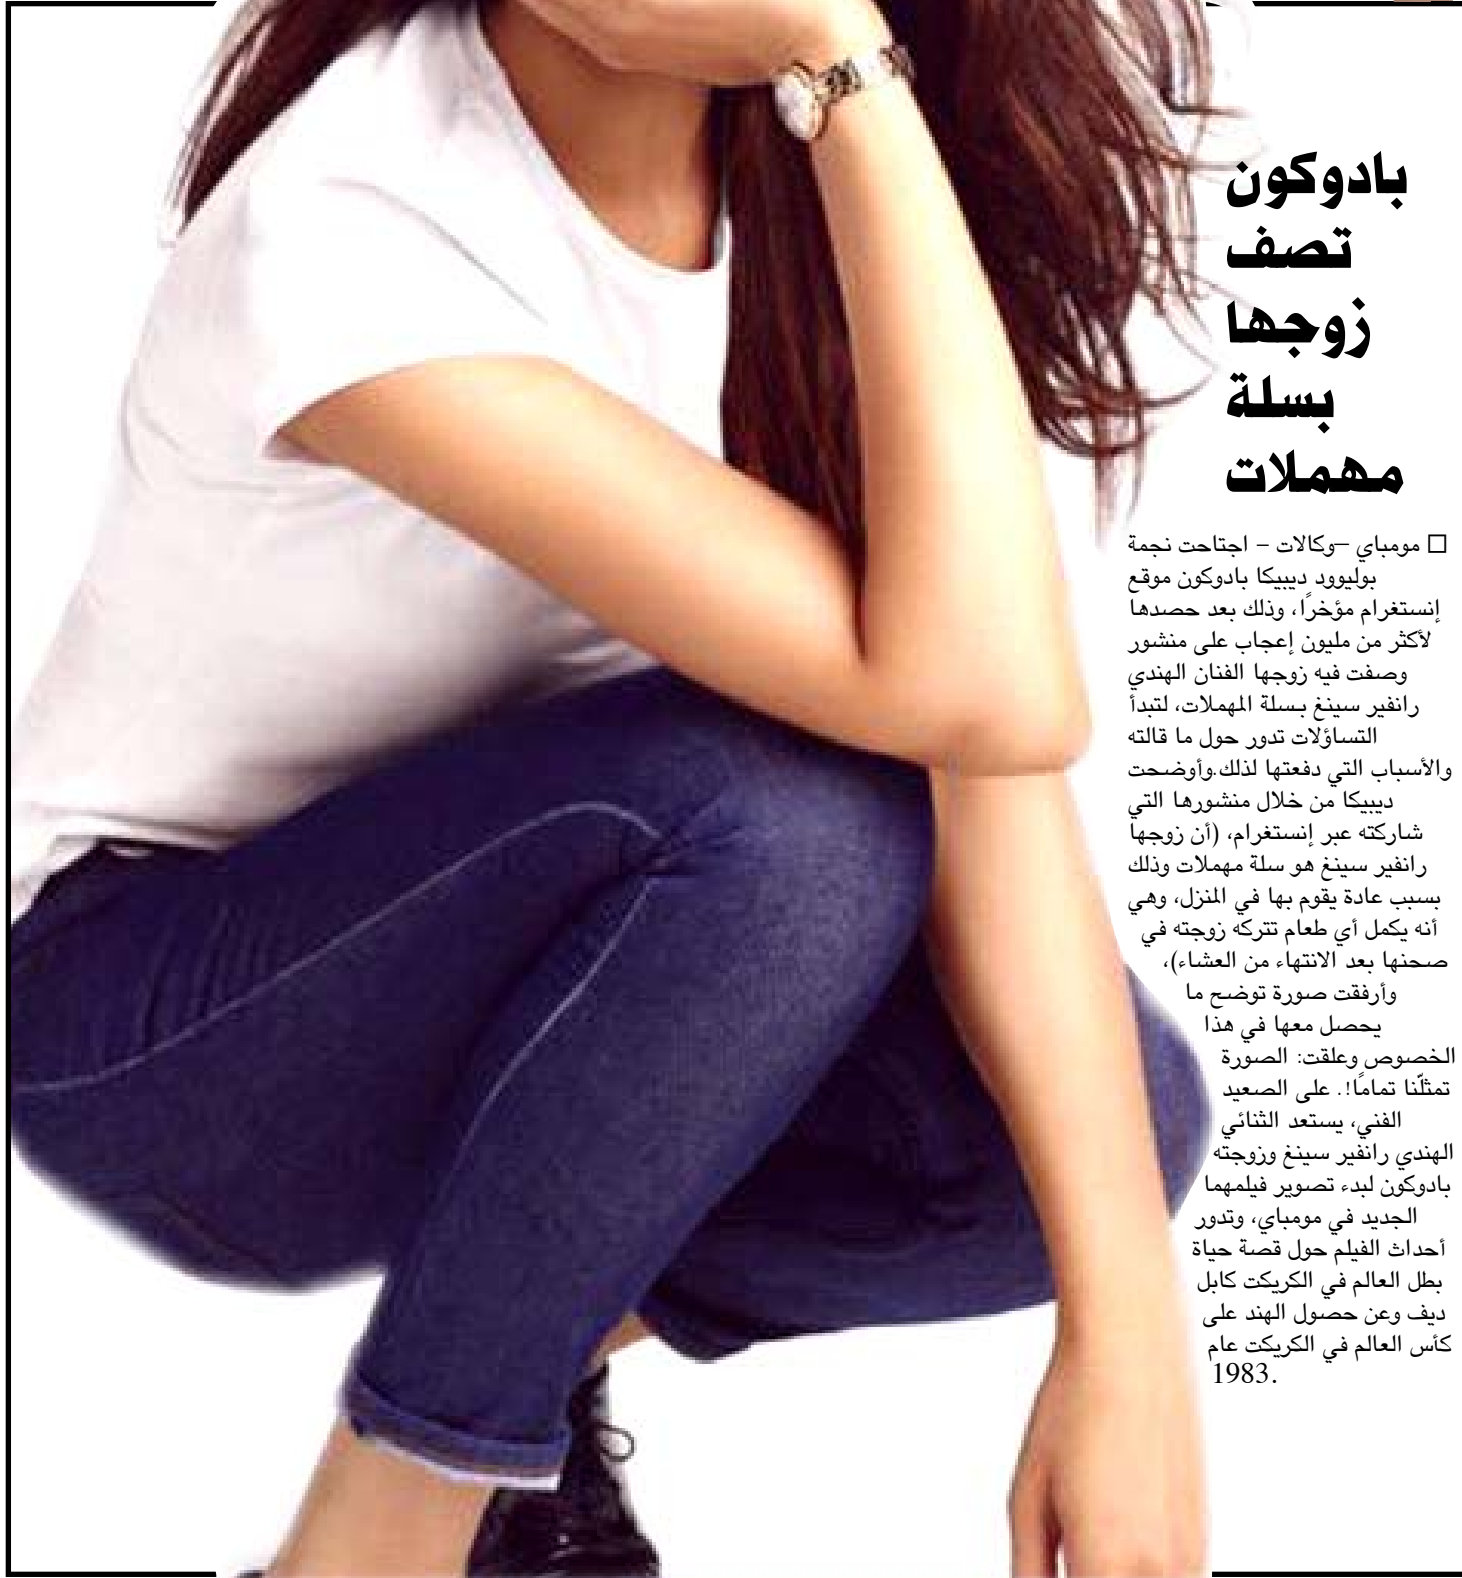 بادوكون
تصف
زوجها
بسلة
مهملات
□ مومباي –وكالات – اجتاحت نجمة
بوليوود ديبيكا بادوكون موقع
إنستغرام مؤخرًا، وذلك بعد حصدها
لأكثر من مليون إعجاب على منشور
وصفت فيه زوجها الفنان الهندي
رانفير سينغ بسلة المهملات، لتبدأ
التساؤلات تدور حول ما قالته
والأسباب التي دفعتها لذلك.وأوضحت
ديبيكا من خلال منشورها التي
شاركته عبر إنستغرام، (أن زوجها
رانفير سينغ هو سلة مهملات وذلك
بسبب عادة يقوم بها في المنزل، وهي
أنه يكمل أي طعام تتركه زوجته في
صحنها بعد الانتهاء من العشاء)،
وأرفقت صورة توضح ما
يحصل معها في هذا
الخصوص وعلقت: الصورة
تمثلّنا تمامًا!. على الصعيد
الفني، يستعد الثنائي
الهندي رانفير سينغ وزوجته
بادوكون لبدء تصوير فيلمهما
الجديد في مومباي، وتدور
أحداث الفيلم حول قصة حياة
بطل العالم في الكريكت كابل
ديف وعن حصول الهند على
كأس العالم في الكريكت عام
1983.